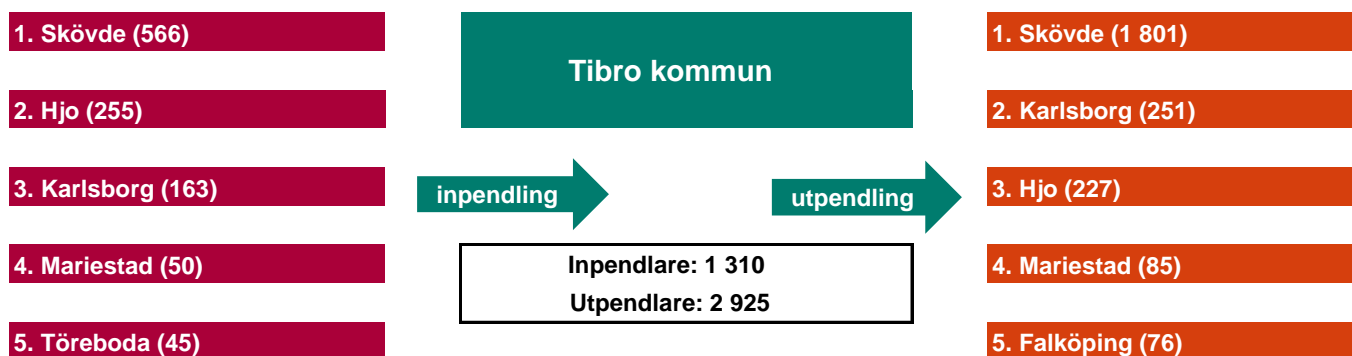 1. Skövde (566)
2. Hjo (255)
3. Karlsborg (163)
4. Mariestad (50)
5. Töreboda (45)
Tibro kommun
inpendling
utpendling
Inpendlare: 1 310
Utpendlare: 2 925
1. Skövde (1 801)
2. Karlsborg (251)
3. Hjo (227)
4. Mariestad (85)
5. Falköping (76)